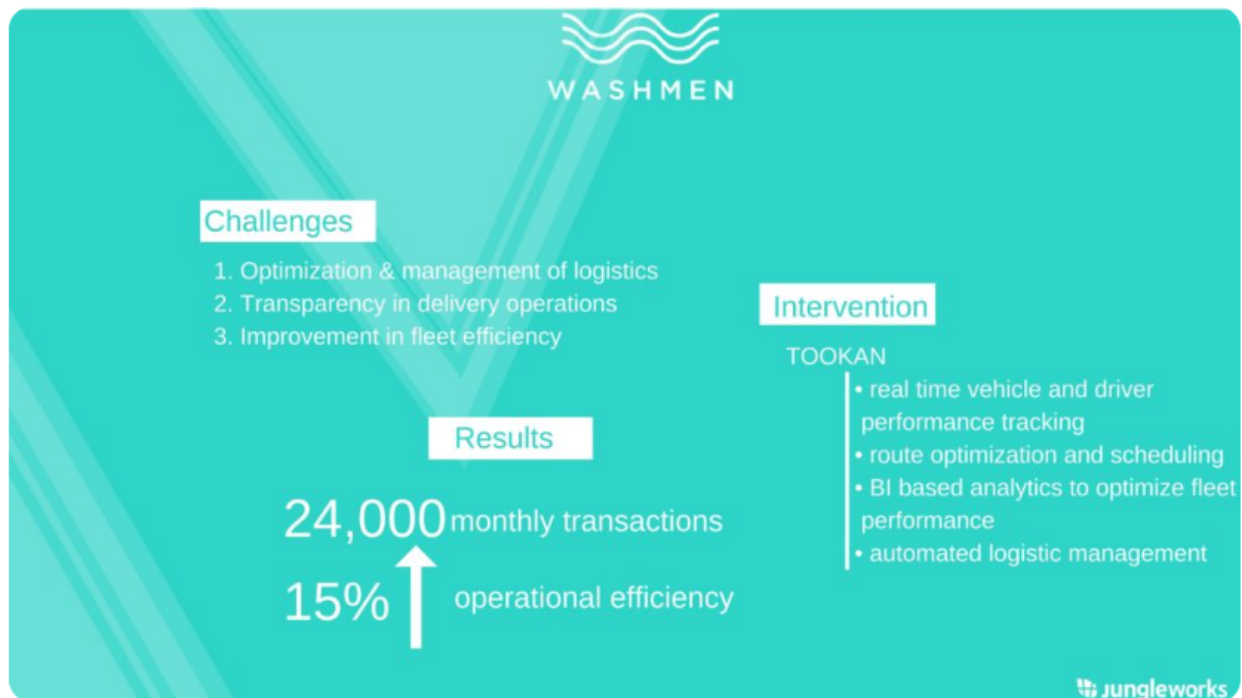 WASHMEN
Challenges
1. Optimization & management of logistics
2. Transparency in delivery operations
3. Improvement in fleet efficiency
Intervention
TOOKAN
• real time vehicle and driver
performance tracking
• route optimization and scheduling
• BI based analytics to optimize fleet
performance
• automated logistic management
Results
24,000 monthly transactions
15% operational efficiency
jungleworks